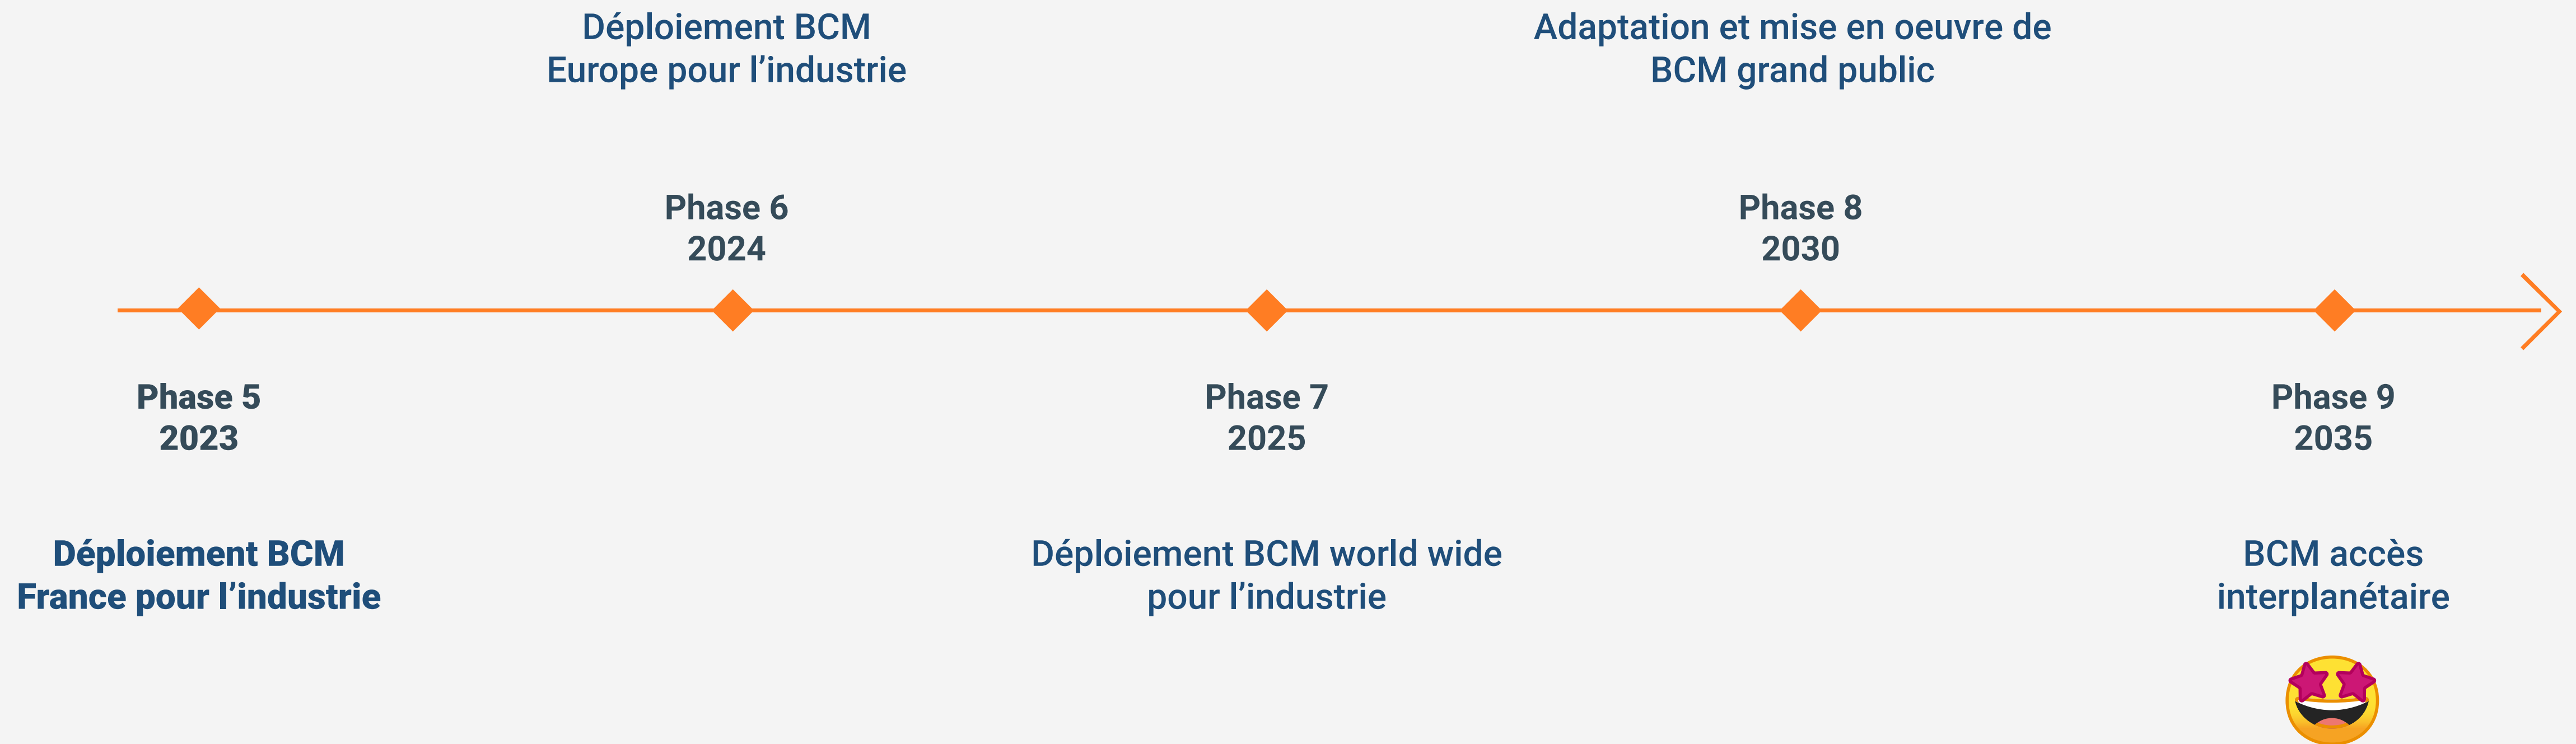 Déploiement BCM
Europe pour l’industrie
Adaptation et mise en oeuvre de
BCM grand public
Phase 6
2024
Phase 8
2030
Phase 5
2023
Phase 7
2025
Phase 9
2035
Déploiement BCM
France pour l’industrie
Déploiement BCM world wide
pour l’industrie
BCM accès
interplanétaire